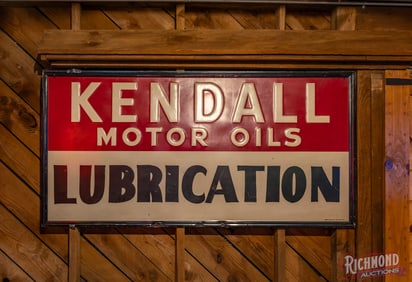 KENDALL
MOTOR OILS
LUBRICATION
RICHMOND
AUCTIONS